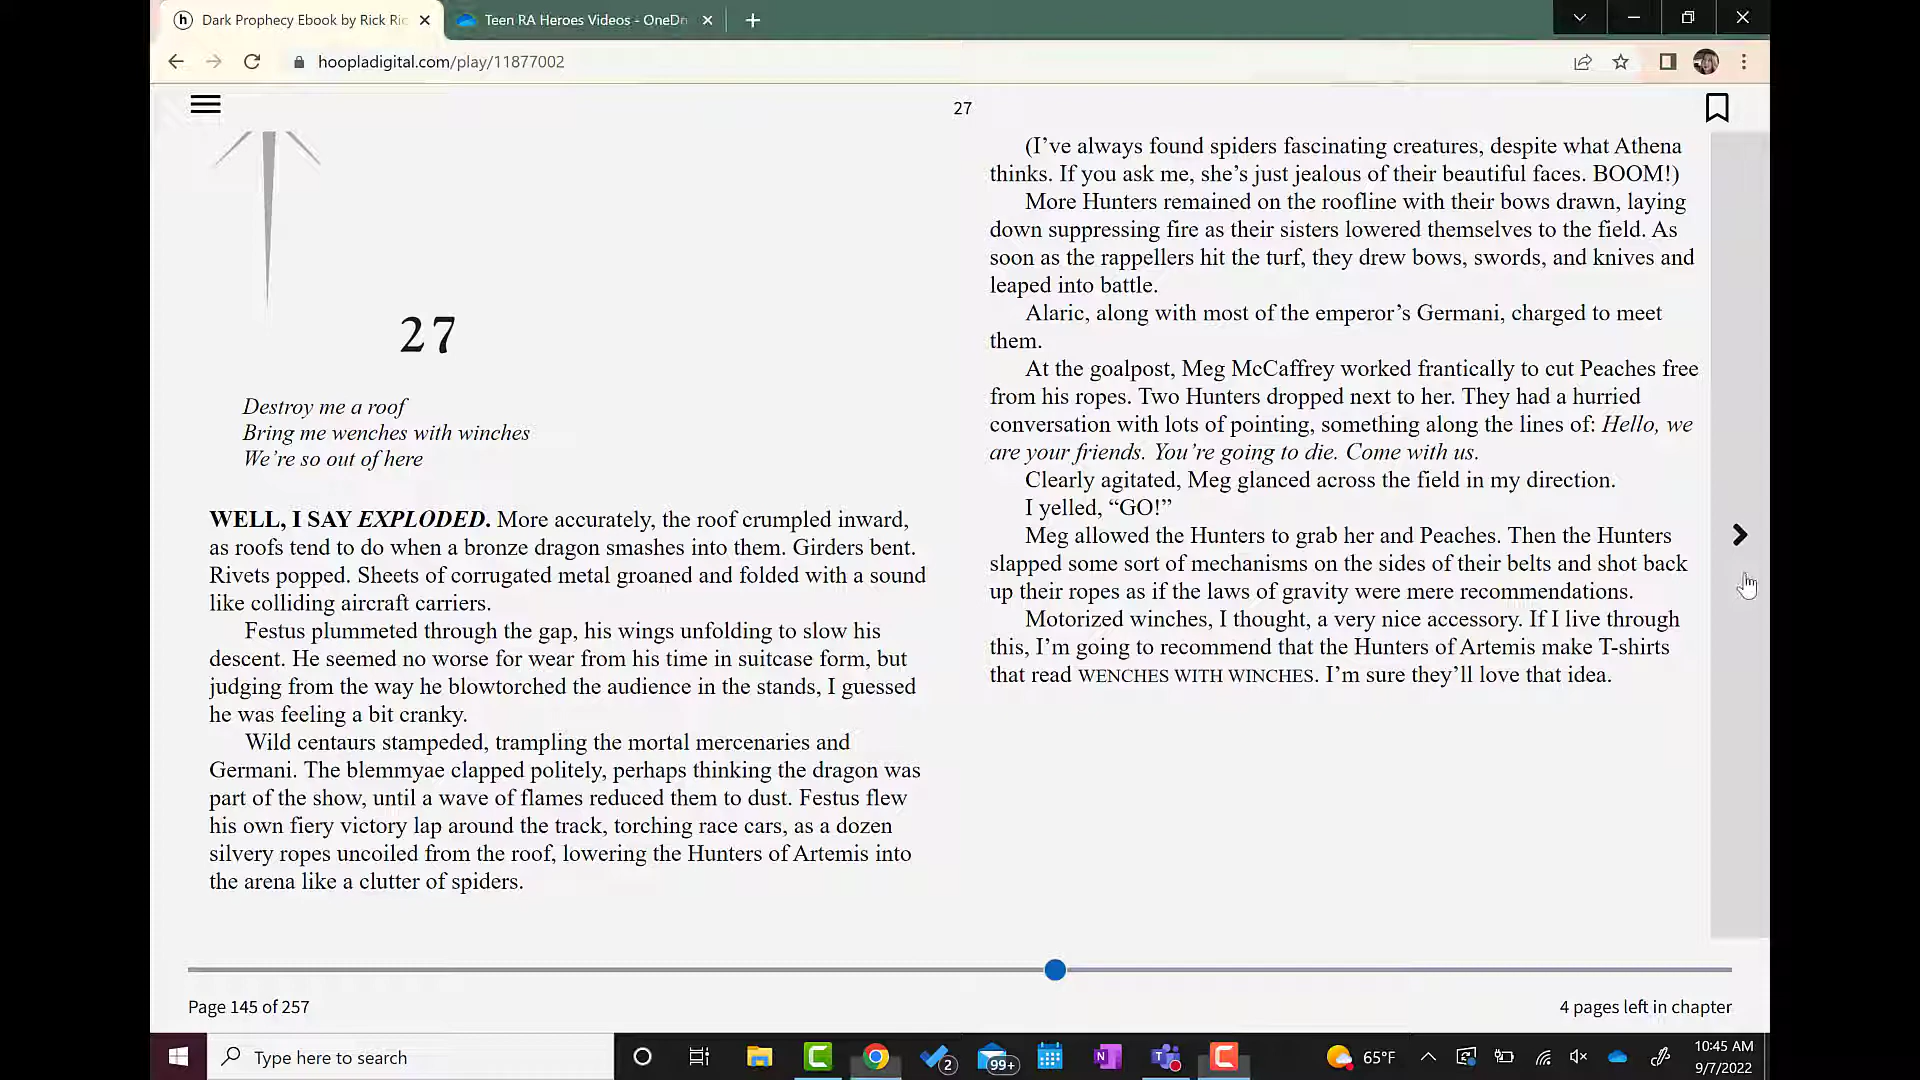 Dark Prophecy Ebook by Rick Ric
Teen RA Heroes Videos - OneDr
hoopladigital.com/play/11877002
27
27
Destroy me a roof
Bring me wenches with winches
We're so out of here
WELL, I SAY EXPLODED. More accurately, the roof crumpled inward,
as roofs tend to do when a bronze dragon smashes into them. Girders bent.
Rivets popped. Sheets of corrugated metal groaned and folded with a sound
like colliding aircraft carriers.
Festus plummeted through the gap, his wings unfolding to slow his
descent. He seemed no worse for wear from his time in suitcase form, but
judging from the way he blowtorched the audience in the stands, I guessed
he was feeling a bit cranky.
Wild centaurs stampeded, trampling the mortal mercenaries and
Germani. The blemmyae clapped politely, perhaps thinking the dragon was
part of the show, until a wave of flames reduced them to dust. Festus flew
his own fiery victory lap around the track, torching race cars, as a dozen
silvery ropes uncoiled from the roof, lowering the Hunters of Artemis into
the arena like a clutter of spiders.
(I've always found spiders fascinating creatures, despite what Athena
thinks. If you ask me, she's just jealous of their beautiful faces. BOOM!)
More Hunters remained on the roofline with their bows drawn, laying
down suppressing fire as their sisters lowered themselves to the field. As
soon as the rappellers hit the turf, they drew bows, swords, and knives and
leaped into battle.
Alaric, along with most of the emperor's Germani, charged to meet
them.
At the goalpost, Meg McCaffrey worked frantically to cut Peaches free
from his ropes. Two Hunters dropped next to her. They had a hurried
conversation with lots of pointing, something along the lines of: Hello, we
are your friends. You're going to die. Come with us.
Clearly agitated, Meg glanced across the field in my direction.
I yelled, "GO!"
Meg allowed the Hunters to grab her and Peaches. Then the Hunters
slapped some sort of mechanisms on the sides of their belts and shot back
up their ropes as if the laws of gravity were mere recommendations.
Motorized winches, I thought, a very nice accessory. If I live through
this, I'm going to recommend that the Hunters of Artemis make T-shirts
that read WENCHES WITH WINCHES. I'm sure they'll love that idea.
Page 145 of 257
4 pages left in chapter
Type here to search
2
99+
65°F
10:45 AM
9/7/2022